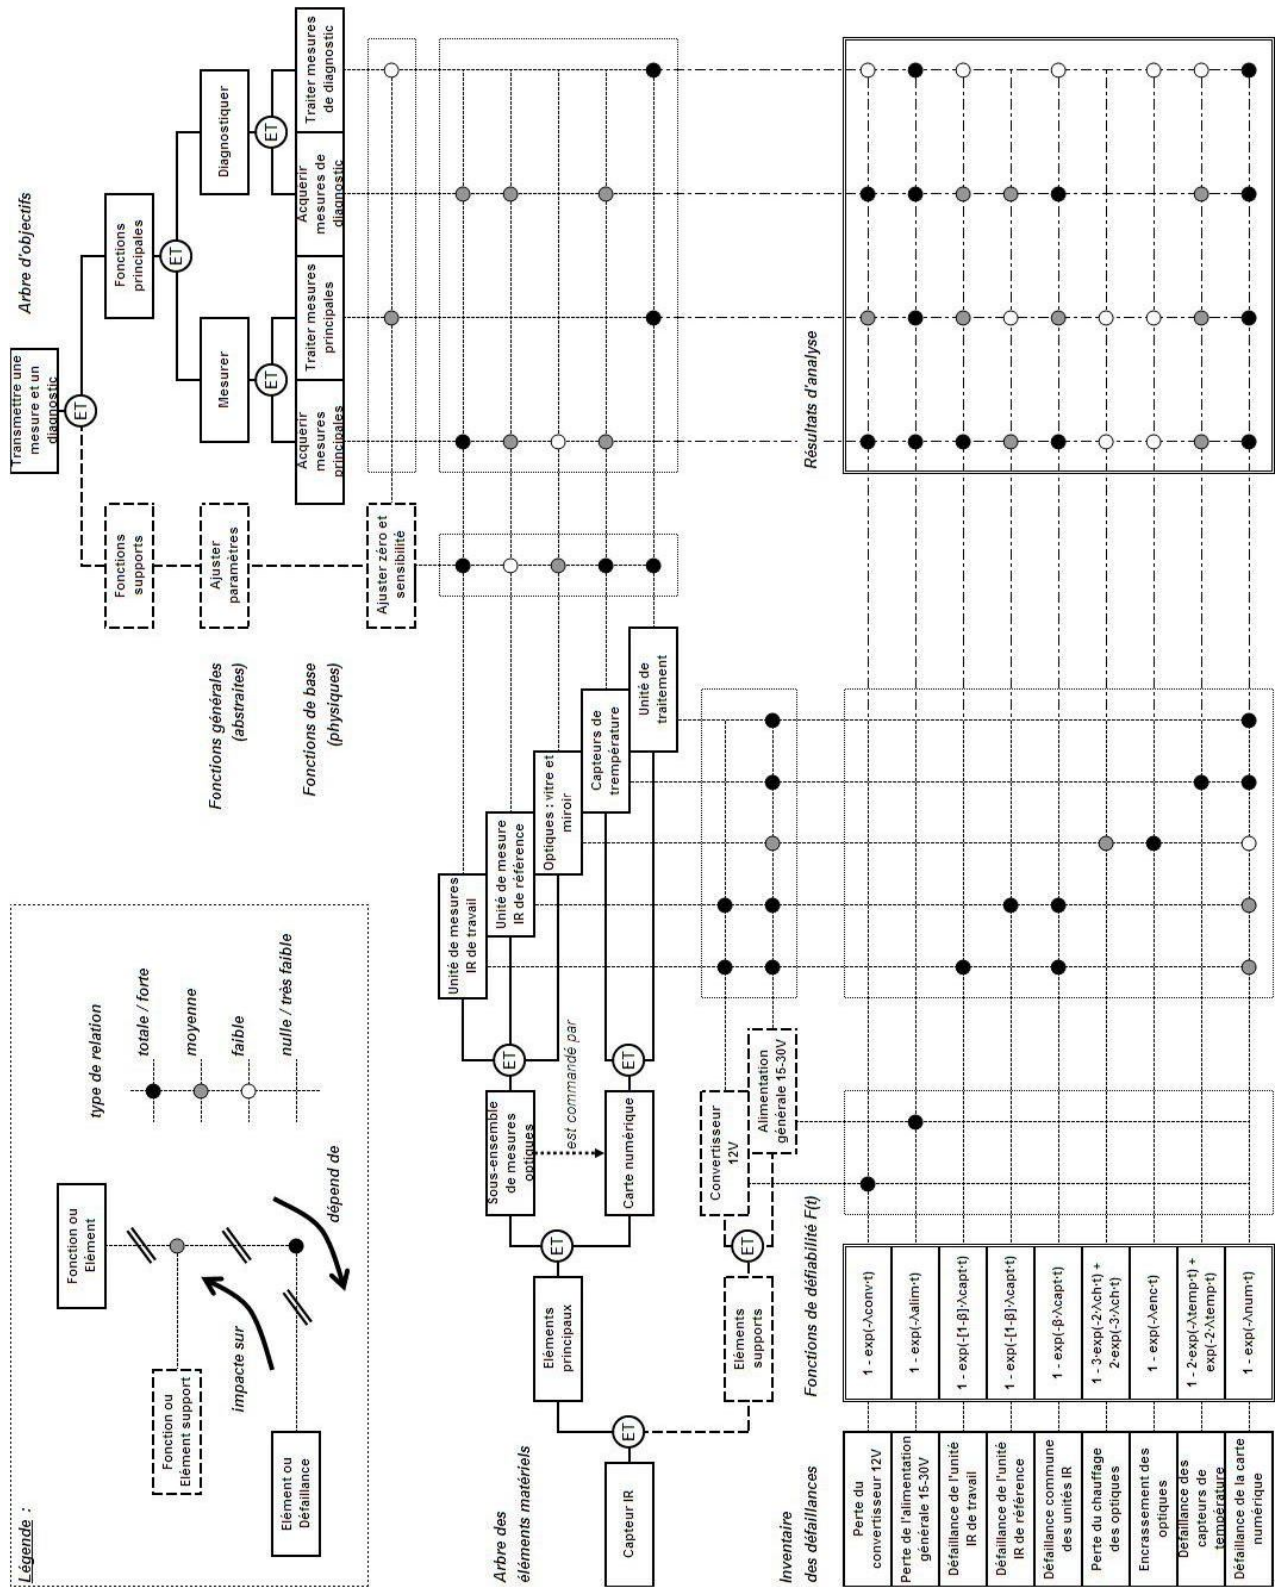 Légende :
Fonction ou
Elément
Fonction ou
Elément support
Elément ou
Défaillance
impacte sur
dépend de
type de relation
totale / forte
moyenne
faible
nulle / très faible
Arbre d'objectifs
Transmettre une
mesure et un
diagnostic
ET
Fonctions
supports
Fonctions
principales
ET
Ajuster
paramètres
Mesurer
Diagnostiquer
ET
ET
Fonctions générales
(abstraites)
Fonctions de base
(physiques)
Acquérir
mesures
principales
Traiter mesures
principales
Acquérir
mesures de
diagnostic
Traiter mesures
de diagnostic
Ajuster zéro et
sensibilité
Arbre des
éléments matériels
Capteur IR
ET
Eléments
principaux
Eléments
supports
ET
ET
Sous-ensemble
de mesures
optiques
est commandé par
Carte numérique
ET
ET
Unité de mesures
IR de travail
Unité de mesure
IR de référence
Optiques : vitre et
miroir
Capteurs de
trempérature
Unité de
traitement
Convertisseur
12V
Alimentation
générale 15-30V
Inventaire
des défaillances
Fonctions de défiabilité F(t)
Résultats d'analyse
Perte du
convertisseur 12V
1 - exp(-Λconv·t)
Perte de l'alimentation
générale 15-30V
1 - exp(-Λalim·t)
Défaillance de l'unité
IR de travail
1 - exp(-[1-β]·Λcapt·t)
Défaillance de l'unité
IR de référence
1 - exp(-[1-β]·Λcapt·t)
Défaillance commune
des unités IR
1 - exp(-β·Λcapt·t)
Perte du chauffage
des optiques
1 - 3·exp(-2·Λch·t) +
2·exp(-3·Λch·t)
Encrassement des
optiques
1 - exp(-Λenc·t)
Défaillance des
capteurs de
température
1 - 2·exp(-Λtemp·t) +
exp(-2·Λtemp·t)
Défaillance de la carte
numérique
1 - exp(-Λnum·t)